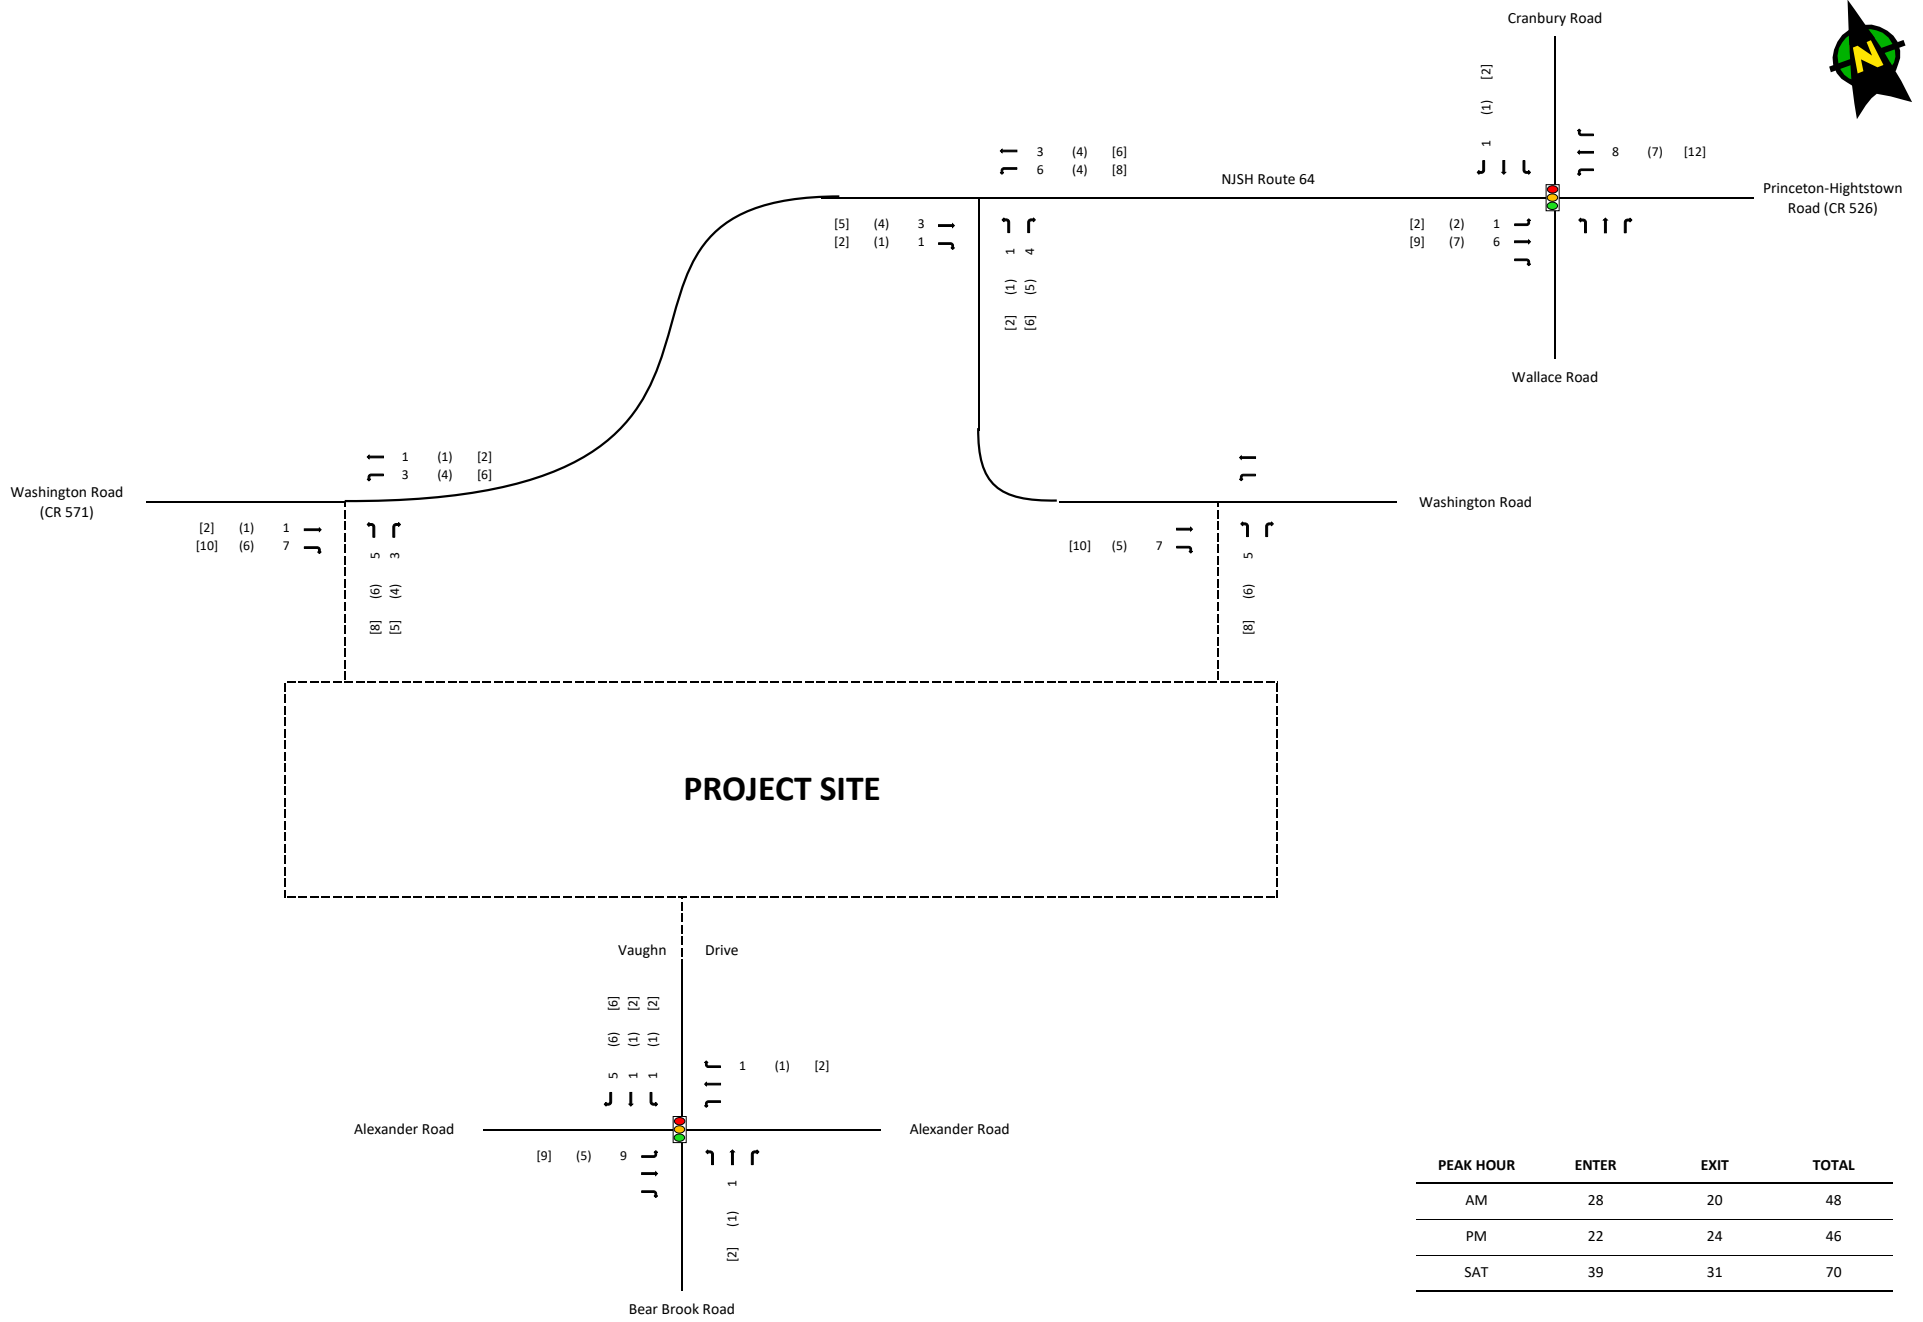 Cranbury Road
N
[2]
(1)
1
3 (4) [6]
6 (4) [8]
8 (7) [12]
NJSH Route 64
Princeton-Hightstown
Road (CR 526)
[5] (4) 3
[2] (1) 1
1 4
(1) (5)
[2] [6]
[2] (2) 1
[9] (7) 6
Wallace Road
1 (1) [2]
3 (4) [6]
Washington Road
(CR 571)
[2] (1) 1
[10] (6) 7
5 3
(6) (4)
[8] [5]
Washington Road
[10] (5) 7
5
(6)
[8]
PROJECT SITE
Vaughn Drive
[6] [2] [2]
(6) (1) (1)
5 1 1
1 (1) [2]
Alexander Road
Alexander Road
[9] (5) 9
1
(1)
[2]
Bear Brook Road
PEAK HOUR ENTER EXIT TOTAL
AM 28 20 48
PM 22 24 46
SAT 39 31 70